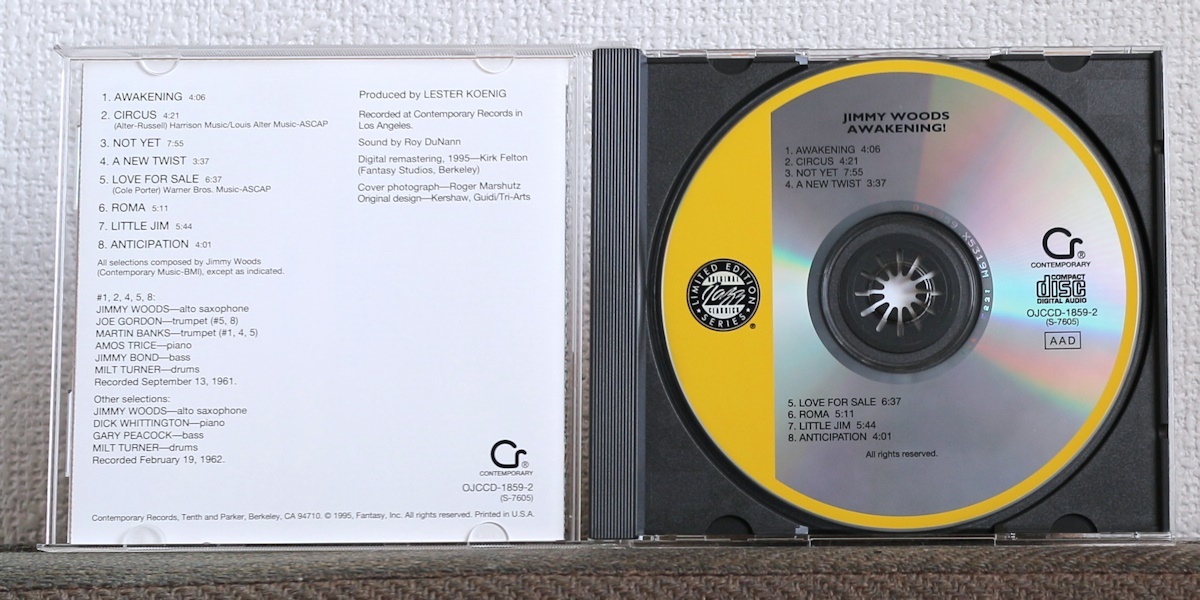 1. AWAKENING 4:06
2. CIRCUS 4:21
(Alter-Russell) Harrison Music/Louis Alter Music-ASCAP
3. NOT YET 7:55
4. A NEW TWIST 3:37
5. LOVE FOR SALE 6:37
(Cole Porter) Warner Bros. Music-ASCAP
6. ROMA 5:11
7. LITTLE JIM 5:44
8. ANTICIPATION 4:01
All selections composed by Jimmy Woods
(Contemporary Music-BMI), except as indicated.
#1, 2, 4, 5, 8:
JIMMY WOODS—alto saxophone
JOE GORDON—trumpet (#5, 8)
MARTIN BANKS—trumpet (#1, 4, 5)
AMOS TRICE—piano
JIMMY BOND—bass
MILT TURNER—drums
Recorded September 13, 1961.
Other selections:
JIMMY WOODS—alto saxophone
DICK WHITTINGTON—piano
GARY PEACOCK—bass
MILT TURNER—drums
Recorded February 19, 1962.
Produced by LESTER KOENIG
Recorded at Contemporary Records in
Los Angeles.
Sound by Roy DuNann
Digital remastering, 1995—Kirk Felton
(Fantasy Studios, Berkeley)
Cover photograph—Roger Marshutz
Original design—Kershaw, Guidi/Tri-Arts
Cr®
CONTEMPORARY
OJCCD-1859-2
(S-7605)
Contemporary Records, Tenth and Parker, Berkeley, CA 94710. © 1995, Fantasy, Inc. All rights reserved. Printed in U.S.A.
JIMMY WOODS
AWAKENING!
1. AWAKENING 4:06
2. CIRCUS 4:21
3. NOT YET 7:55
4. A NEW TWIST 3:37
LIMITED EDITION
ORIGINAL
Jazz
CLASSICS
SERIES
®
Cr®
CONTEMPORARY
COMPACT
disc
DIGITAL AUDIO
OJCCD-1859-2
(S-7605)
AAD
5. LOVE FOR SALE 6:37
6. ROMA 5:11
7. LITTLE JIM 5:44
8. ANTICIPATION 4:01
All rights reserved.